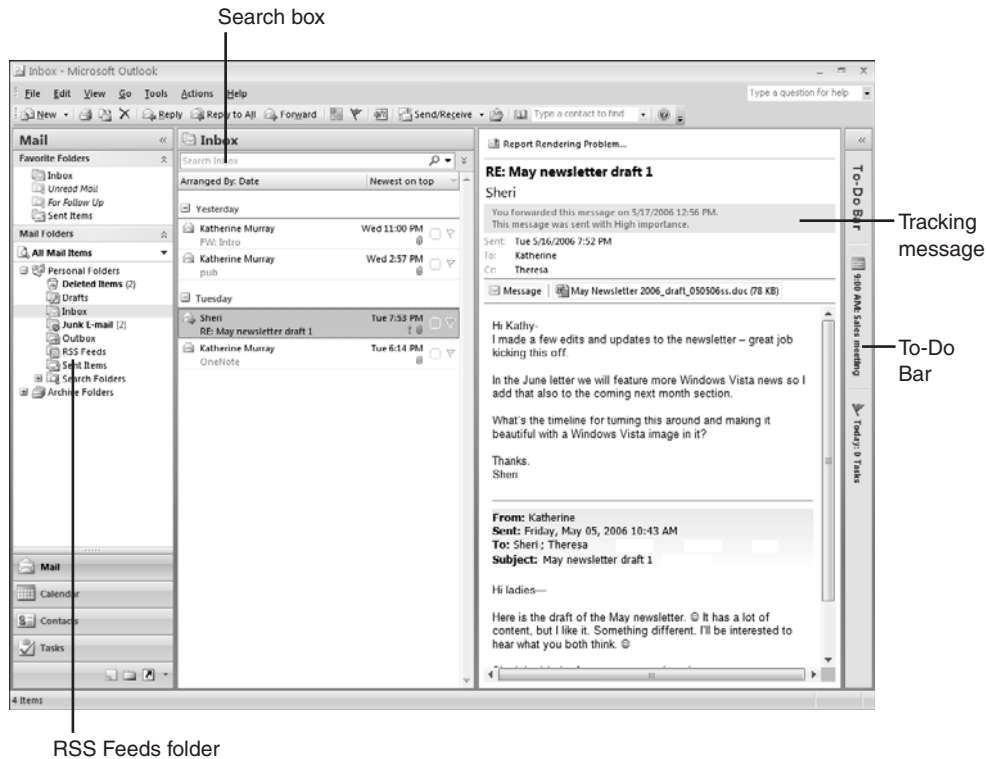 Search box
Inbox - Microsoft Outlook
File Edit View Go Tools Actions Help
Type a question for help
New Reply Reply to All Forward Send/Receive Type a contact to find
Mail
Favorite Folders
Inbox
Unread Mail
For Follow Up
Sent Items
Mail Folders
All Mail Items
Personal Folders
Deleted Items (2)
Drafts
Inbox
Junk E-mail [2]
Outbox
RSS Feeds
Sent Items
Search Folders
Archive Folders
Mail
Calendar
Contacts
Tasks
4 Items
Inbox
Search Inbox
Arranged By: Date Newest on top
Yesterday
Katherine Murray Wed 11:00 PM
FW: Intro
Katherine Murray Wed 2:57 PM
pub
Tuesday
Sheri Tue 7:53 PM
RE: May newsletter draft 1
Katherine Murray Tue 6:14 PM
OneNote
Report Rendering Problem...
RE: May newsletter draft 1
Sheri
You forwarded this message on 5/17/2006 12:56 PM.
This message was sent with High importance.
Sent: Tue 5/16/2006 7:52 PM
To: Katherine
Cc: Theresa
Message May Newsletter 2006_draft_050506ss.doc (78 KB)
Hi Kathy-
I made a few edits and updates to the newsletter – great job
kicking this off.
In the June letter we will feature more Windows Vista news so I
add that also to the coming next month section.
What's the timeline for turning this around and making it
beautiful with a Windows Vista image in it?
Thanks.
Sheri
From: Katherine
Sent: Friday, May 05, 2006 10:43 AM
To: Sheri; Theresa
Subject: May newsletter draft 1
Hi ladies—
Here is the draft of the May newsletter. ☺ It has a lot of
content, but I like it. Something different. I'll be interested to
hear what you both think. ☺
To-Do Bar
9:00 AM: Sales meeting
Today: 0 Tasks
Tracking
message
To-Do
Bar
RSS Feeds folder